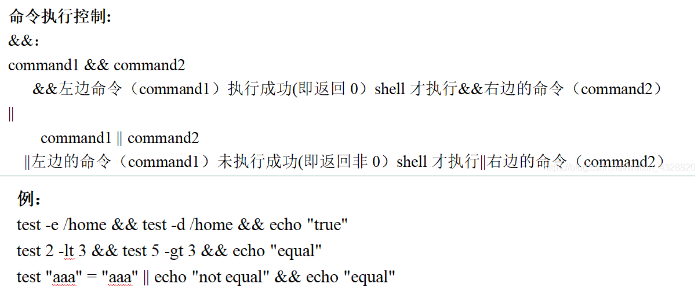 命令执行控制:
&&:
command1 && command2
&&左边命令（command1）执行成功(即返回 0）shell 才执行&&右边的命令（command2）
||
command1 || command2
||左边的命令（command1）未执行成功(即返回非 0）shell 才执行||右边的命令（command2）
例:
test -e /home && test -d /home && echo "true"
test 2 -lt 3 && test 5 -gt 3 && echo "equal"
test "aaa" = "aaa" || echo "not equal" && echo "equal"